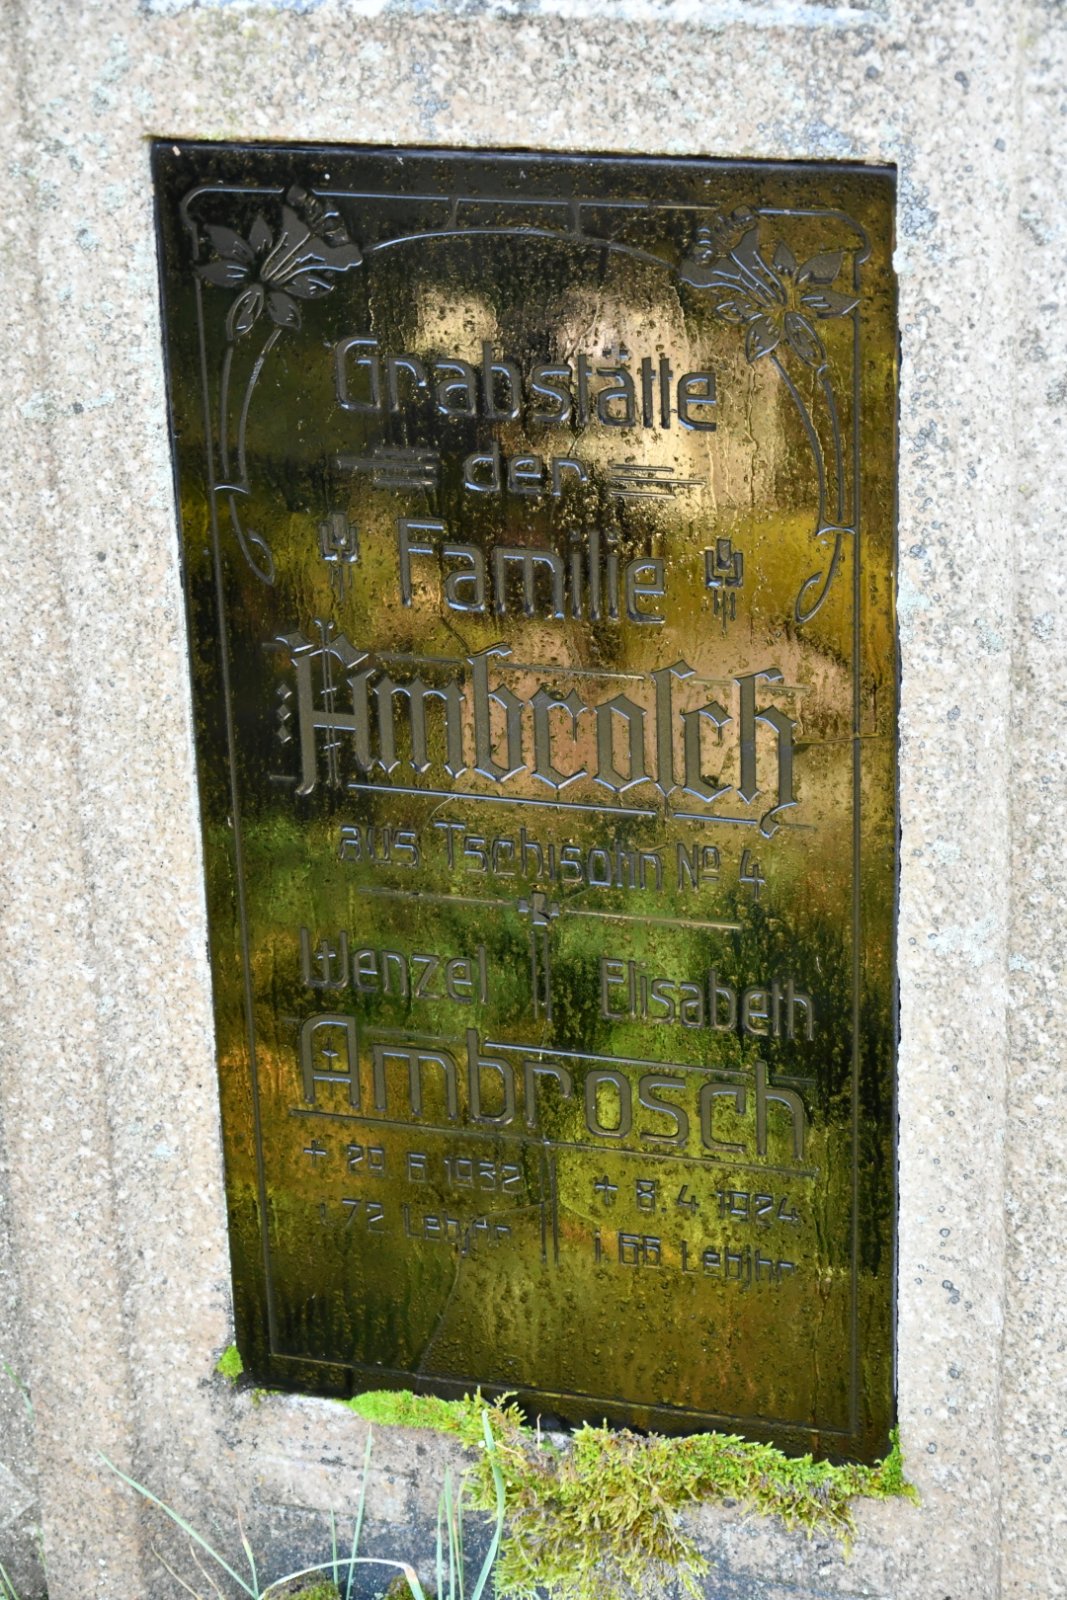 Grabstätte
der
Familie
Ambrosch
aus Tschisotin No 4
Wenzel Elisabeth
Ambrosch
+ 20 6 1932 + 8. 4 1924
i. 72 Lebjhr i. 66 Lebjhr